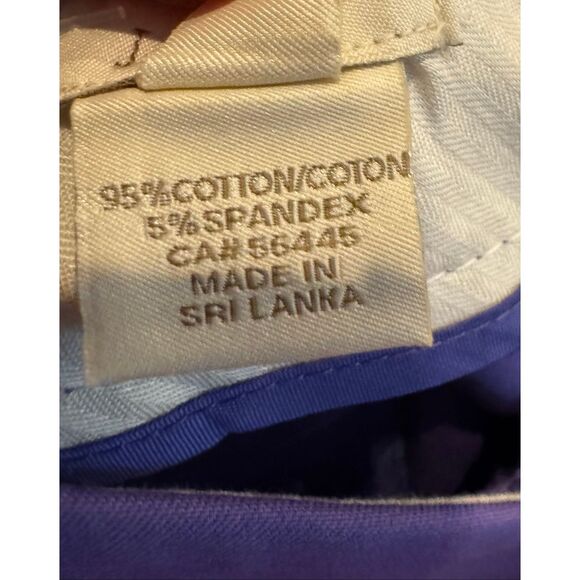 95%COTTON/COTON
5%SPANDEX
CA#56445
MADE IN
SRI LANKA